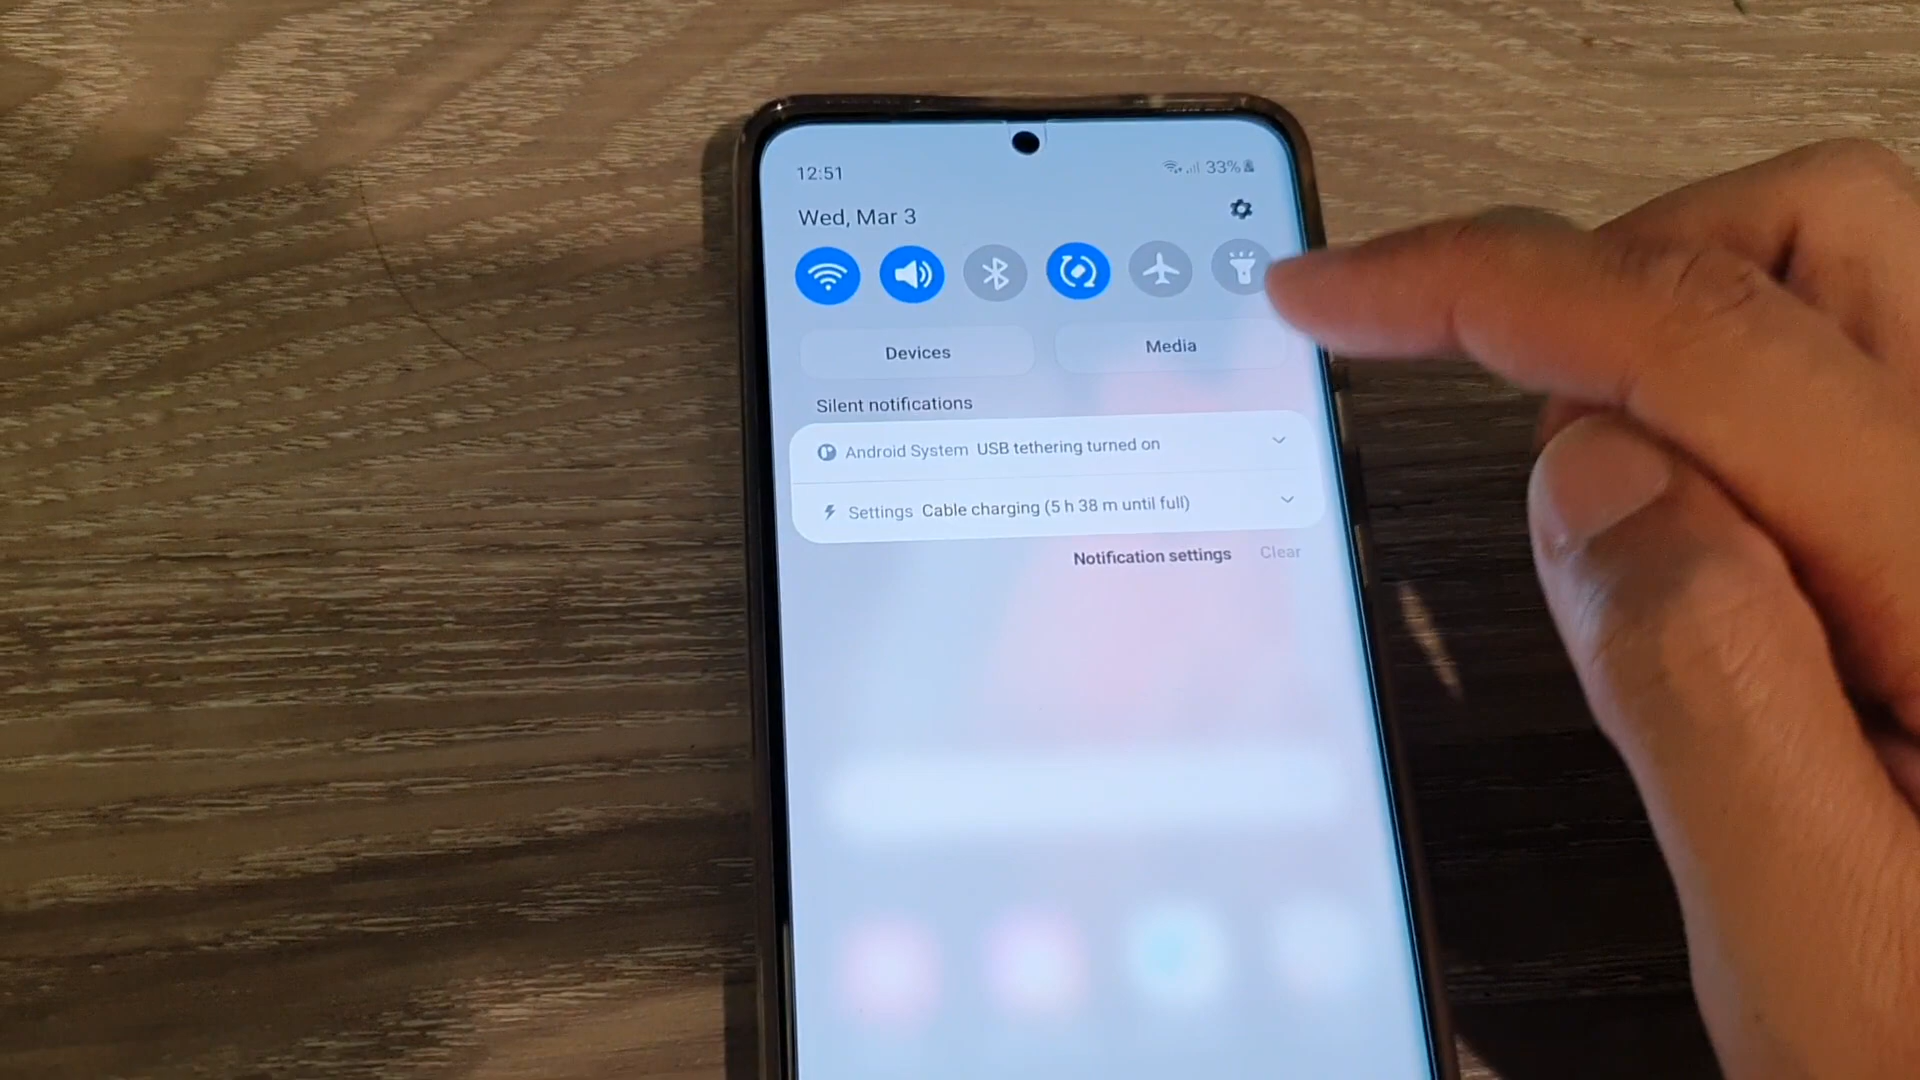 12:51 33%
Wed, Mar 3
Devices Media
Silent notifications
Android System USB tethering turned on
Settings Cable charging (5 h 38 m until full)
Notification settings Clear